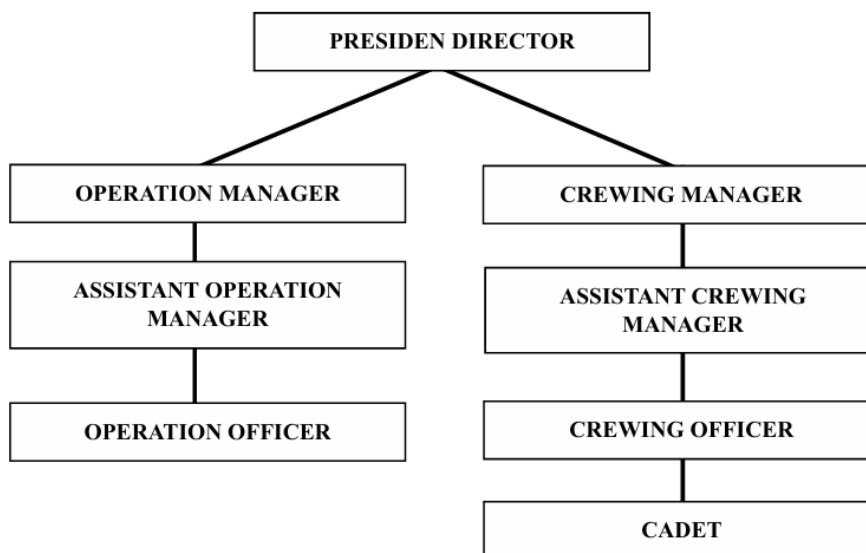 PRESIDEN DIRECTOR
OPERATION MANAGER
CREWING MANAGER
ASSISTANT OPERATION
MANAGER
ASSISTANT CREWING
MANAGER
OPERATION OFFICER
CREWING OFFICER
CADET